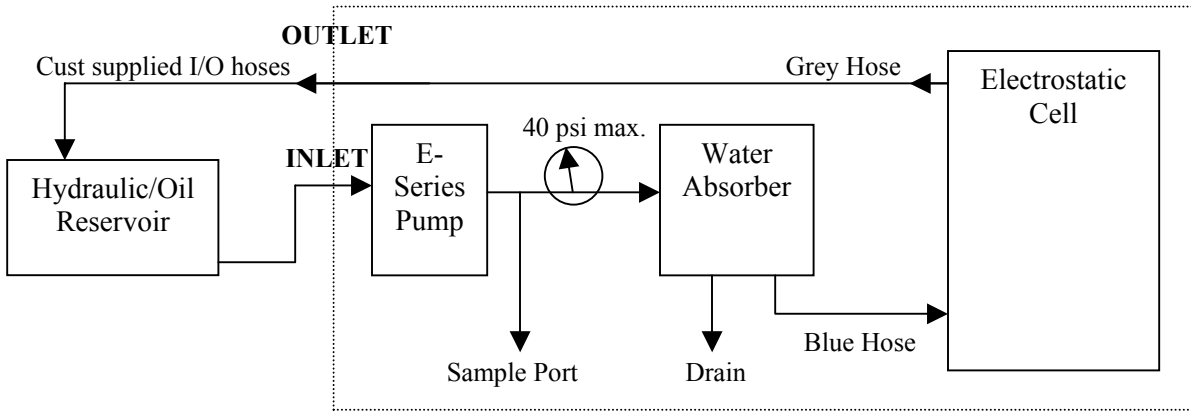 OUTLET
Cust supplied I/O hoses
Grey Hose
Electrostatic
Cell
40 psi max.
INLET
E-
Series
Pump
Water
Absorber
Hydraulic/Oil
Reservoir
Blue Hose
Sample Port
Drain